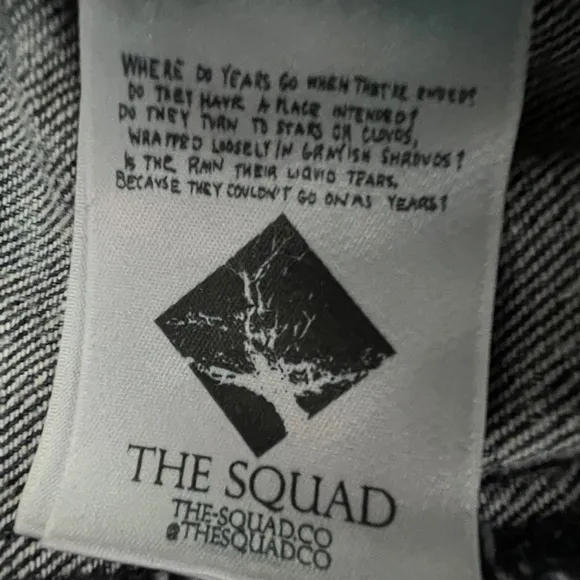 WHERE DO YEARS GO WHEN THEY'RE ENDED?
DO THEY HAVE A PLACE INTENDED?
DO THEY TURN TO STARS OR CLOUDS,
WRAPPED LOOSELY IN GRAYISH SHROUDS?
IS THE RAIN THEIR LIQUID TEARS,
BECAUSE THEY COULDN'T GO ON AS YEARS?
THE SQUAD
THE-SQUAD.CO
@THESQUADCO